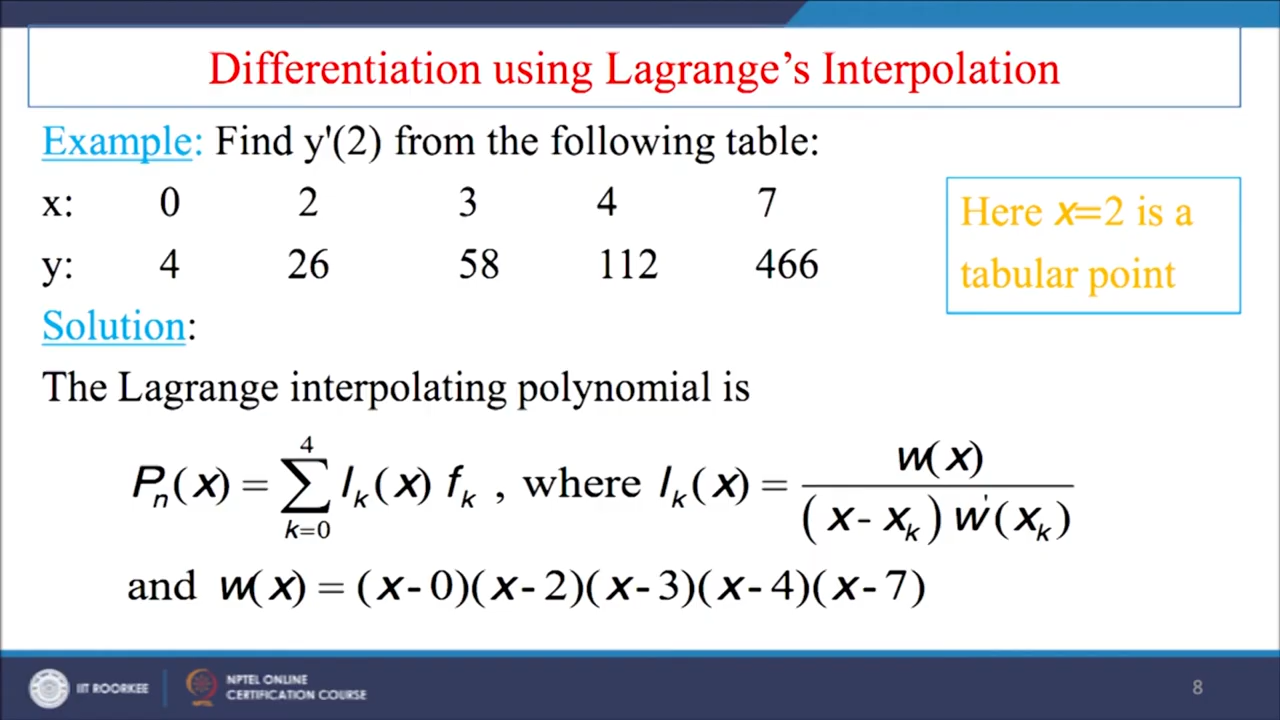 Differentiation using Lagrange’s Interpolation
Example: Find y'(2) from the following table:
x: 0 2 3 4 7
y: 4 26 58 112 466
Here x=2 is a
tabular point
Solution:
The Lagrange interpolating polynomial is
Pₙ(x) = ∑_{k=0}^{4} lₖ(x) fₖ , where lₖ(x) = w(x) / ((x - xₖ) w'(xₖ))
and w(x) = (x - 0)(x - 2)(x - 3)(x - 4)(x - 7)
IIT ROORKEE
NPTEL ONLINE
CERTIFICATION COURSE
8